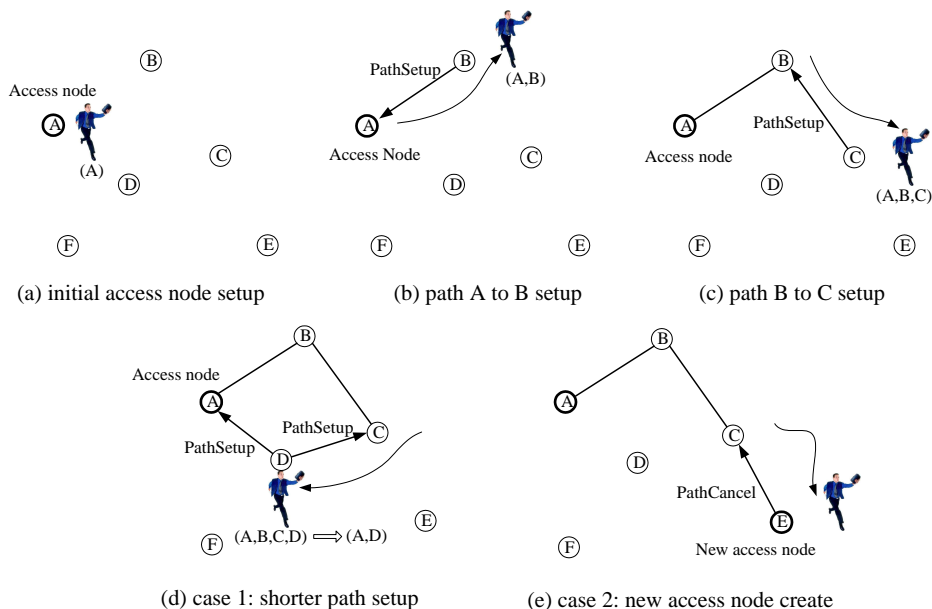 B
Access node
A
C
(A)
D
F
E
(a) initial access node setup
B
PathSetup
(A,B)
A
Access Node
C
D
F
E
(b) path A to B setup
B
PathSetup
A
Access node
C
D
(A,B,C)
F
E
(c) path B to C setup
B
Access node
A
PathSetup
C
PathSetup
D
E
(A,B,C,D) ⇒ (A,D)
F
(d) case 1: shorter path setup
B
A
C
D
PathCancel
E
F
New access node
(e) case 2: new access node create